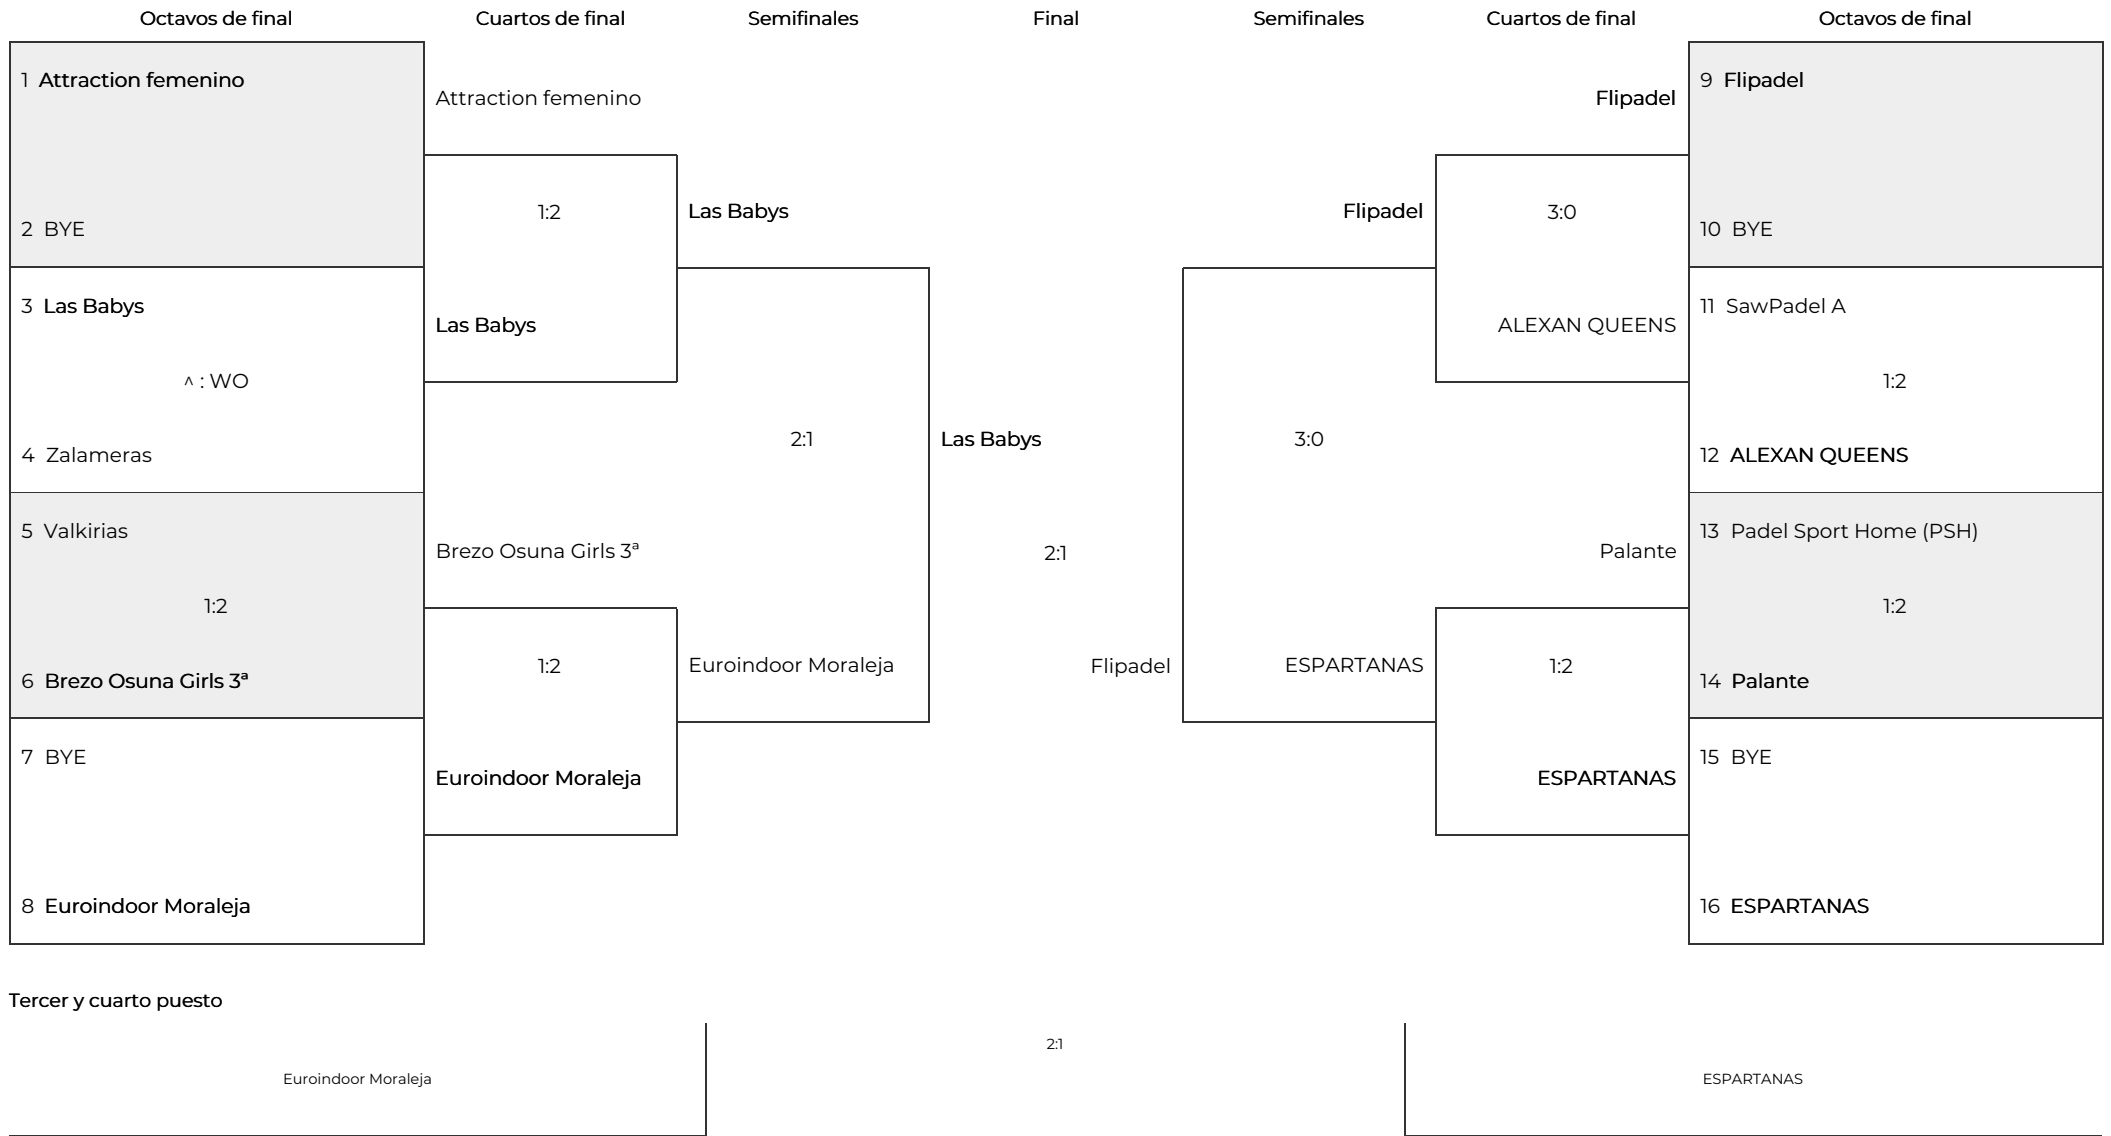 Octavos de final Cuartos de final Semifinales Final Semifinales Cuartos de final Octavos de final
1 Attraction femenino 9 Flipadel
Attraction femenino Flipadel
1:2 Las Babys Flipadel 3:0
2 BYE 10 BYE
3 Las Babys 11 SawPadel A
Las Babys ALEXAN QUEENS
^ : WO 1:2
2:1 Las Babys 3:0
4 Zalameras 12 ALEXAN QUEENS
5 Valkirias 13 Padel Sport Home (PSH)
Brezo Osuna Girls 3ª 2:1 Palante
1:2 1:2
1:2 Euroindoor Moraleja Flipadel ESPARTANAS 1:2
6 Brezo Osuna Girls 3ª 14 Palante
7 BYE 15 BYE
Euroindoor Moraleja ESPARTANAS
8 Euroindoor Moraleja 16 ESPARTANAS
Tercer y cuarto puesto
2:1
Euroindoor Moraleja ESPARTANAS